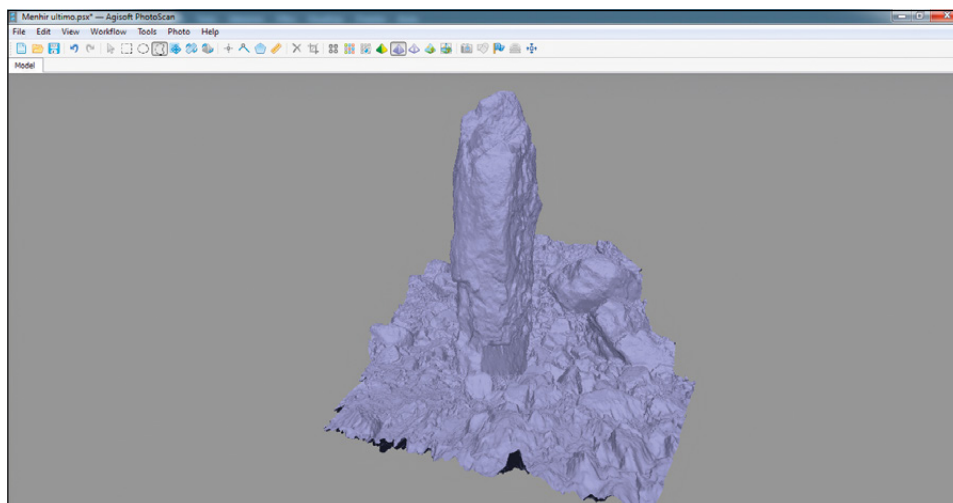 Menhir ultimo.psx* — Agisoft PhotoScan
File Edit View Workflow Tools Photo Help
Model